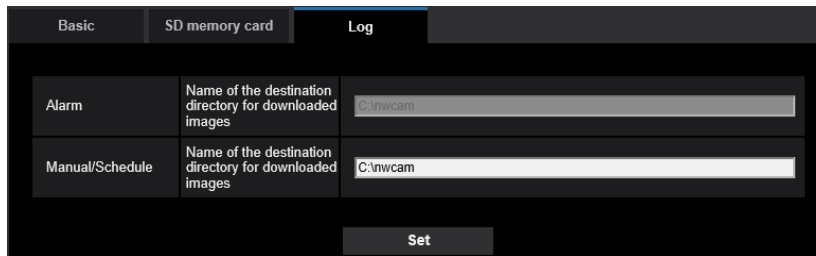 Basic
SD memory card
Log
Alarm
Name of the destination
directory for downloaded
images
C:\nwcam
Manual/Schedule
Name of the destination
directory for downloaded
images
C:\nwcam
Set